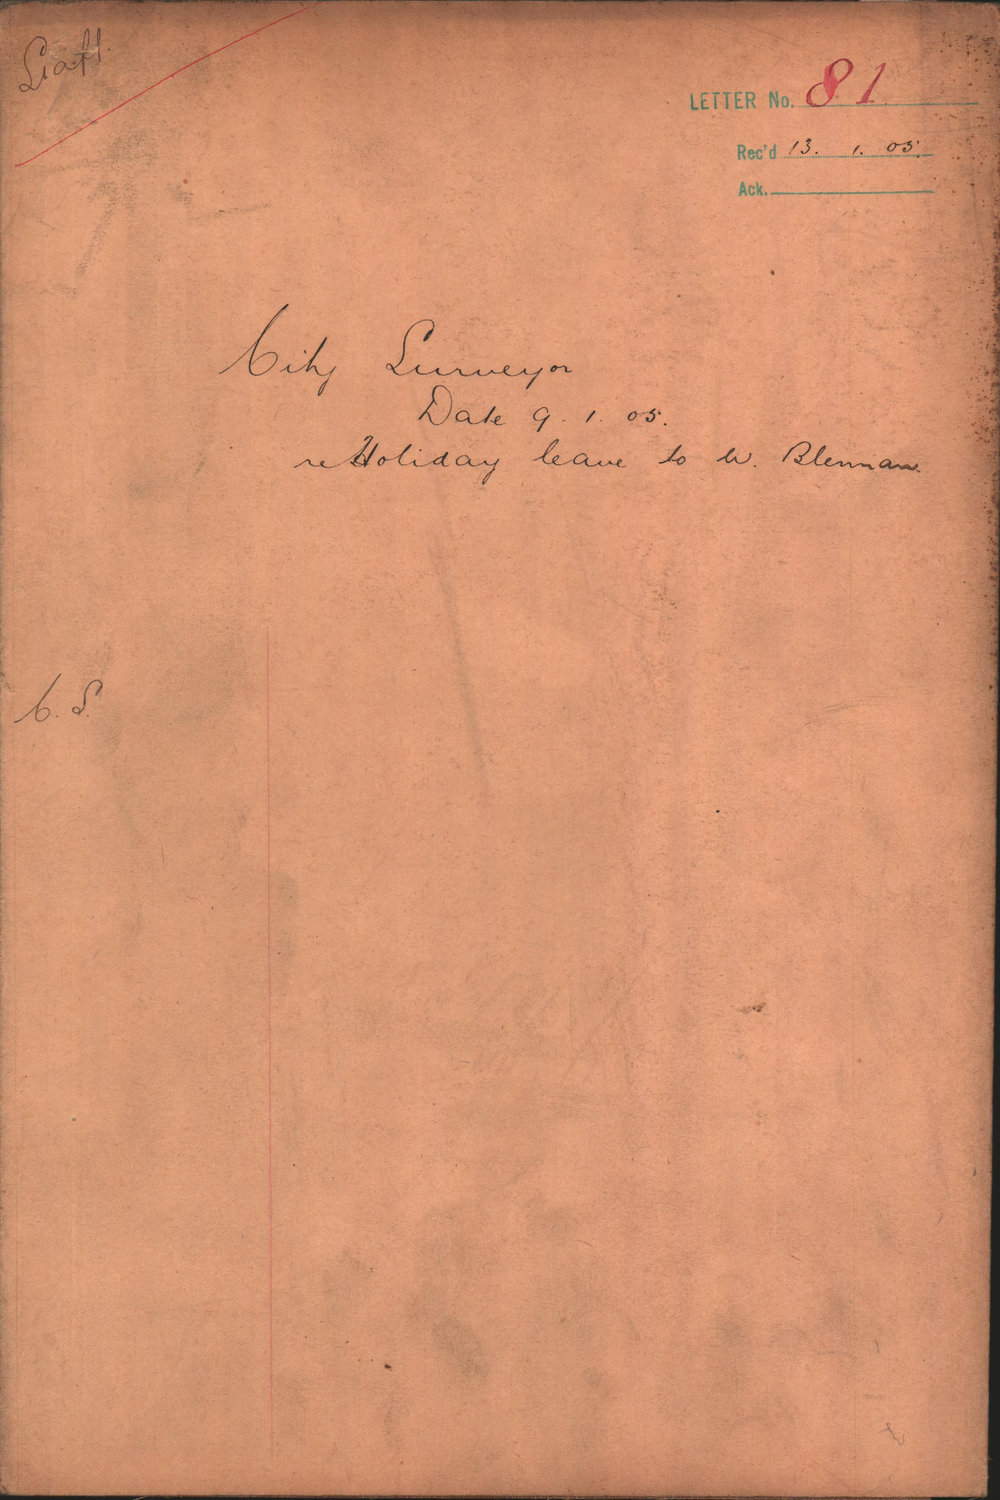 Staff.
LETTER No. 81
Rec'd 13. 1. 05.
Ack.
City Surveyor
Date 9. 1. 05.
re Holiday leave to W. Blennan.
C. S.